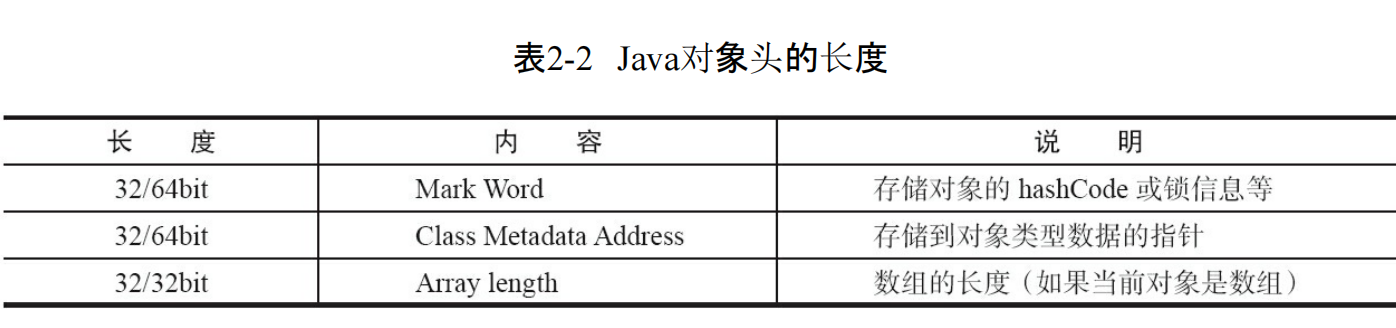 表2-2 Java对象头的长度
长 度 内 容 说 明
32/64bit Mark Word 存储对象的 hashCode 或锁信息等
32/64bit Class Metadata Address 存储到对象类型数据的指针
32/32bit Array length 数组的长度（如果当前对象是数组）